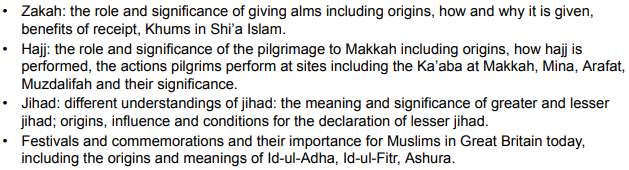 • Zakah: the role and significance of giving alms including origins, how and why it is given,
benefits of receipt, Khums in Shi’a Islam.
• Hajj: the role and significance of the pilgrimage to Makkah including origins, how hajj is
performed, the actions pilgrims perform at sites including the Ka’aba at Makkah, Mina, Arafat,
Muzdalifah and their significance.
• Jihad: different understandings of jihad: the meaning and significance of greater and lesser
jihad; origins, influence and conditions for the declaration of lesser jihad.
• Festivals and commemorations and their importance for Muslims in Great Britain today,
including the origins and meanings of Id-ul-Adha, Id-ul-Fitr, Ashura.